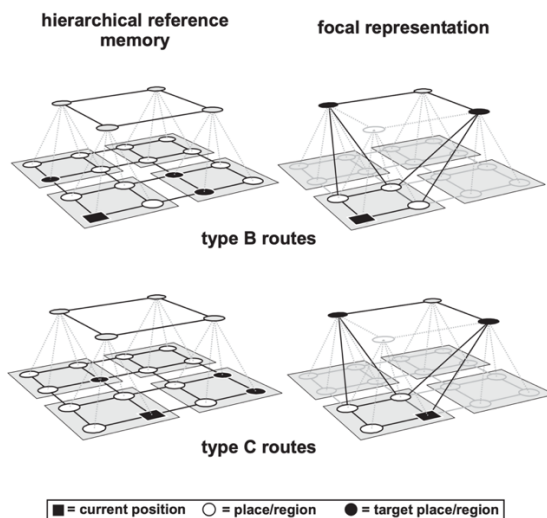 hierarchical reference
memory
focal representation
type B routes
type C routes
= current position = place/region = target place/region